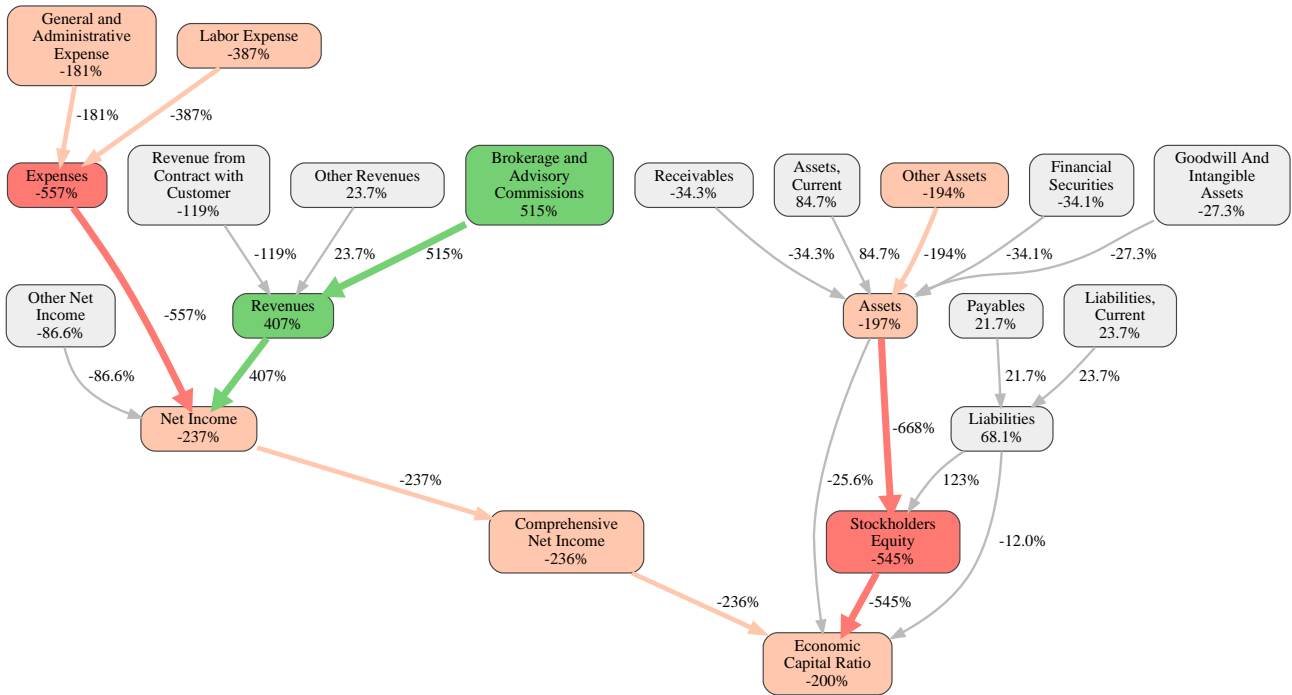 General and
Administrative
Expense
-181%
Labor Expense
-387%
-181%
-387%
Expenses
-557%
Revenue from
Contract with
Customer
-119%
Other Revenues
23.7%
Brokerage and
Advisory
Commissions
515%
Receivables
-34.3%
Assets,
Current
84.7%
Other Assets
-194%
Financial
Securities
-34.1%
Goodwill And
Intangible
Assets
-27.3%
-119%
23.7%
515%
-34.3%
84.7%
-194%
-34.1%
-27.3%
Other Net
Income
-86.6%
-557%
Revenues
407%
Assets
-197%
Payables
21.7%
Liabilities,
Current
23.7%
-86.6%
407%
21.7%
23.7%
Net Income
-237%
-668%
Liabilities
68.1%
-237%
-25.6%
123%
Comprehensive
Net Income
-236%
Stockholders
Equity
-545%
-12.0%
-236%
-545%
Economic
Capital Ratio
-200%